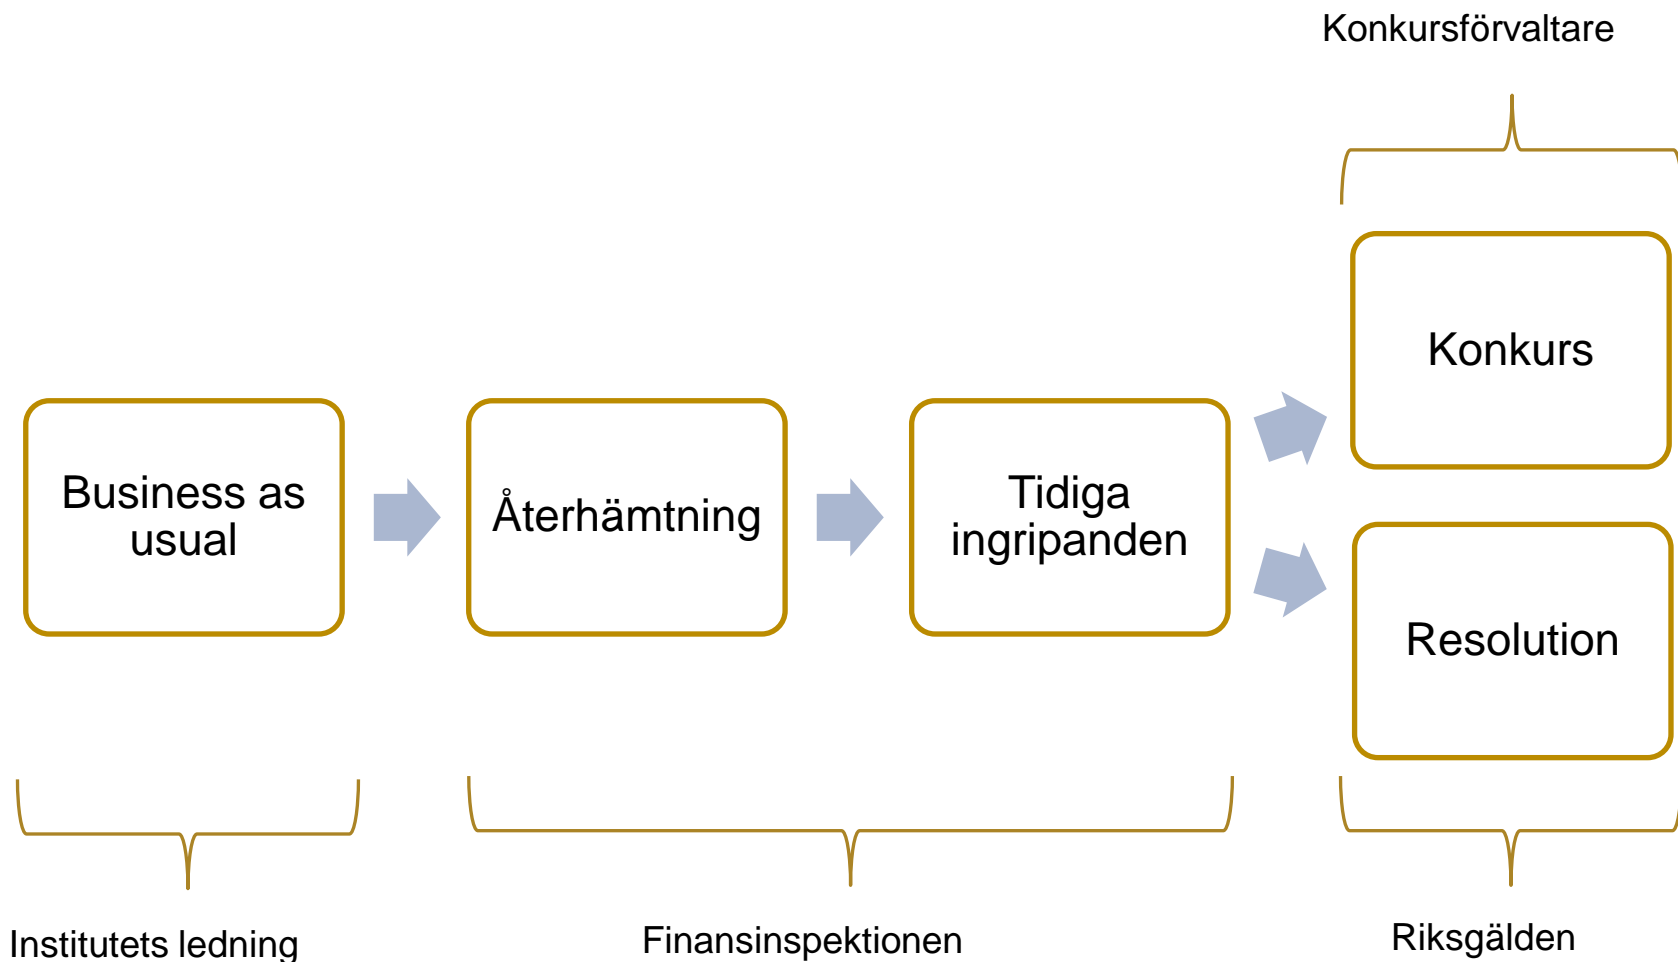 Konkursförvaltare
Konkurs
Business as
usual
Återhämtning
Tidiga
ingripanden
Resolution
Institutets ledning
Finansinspektionen
Riksgälden